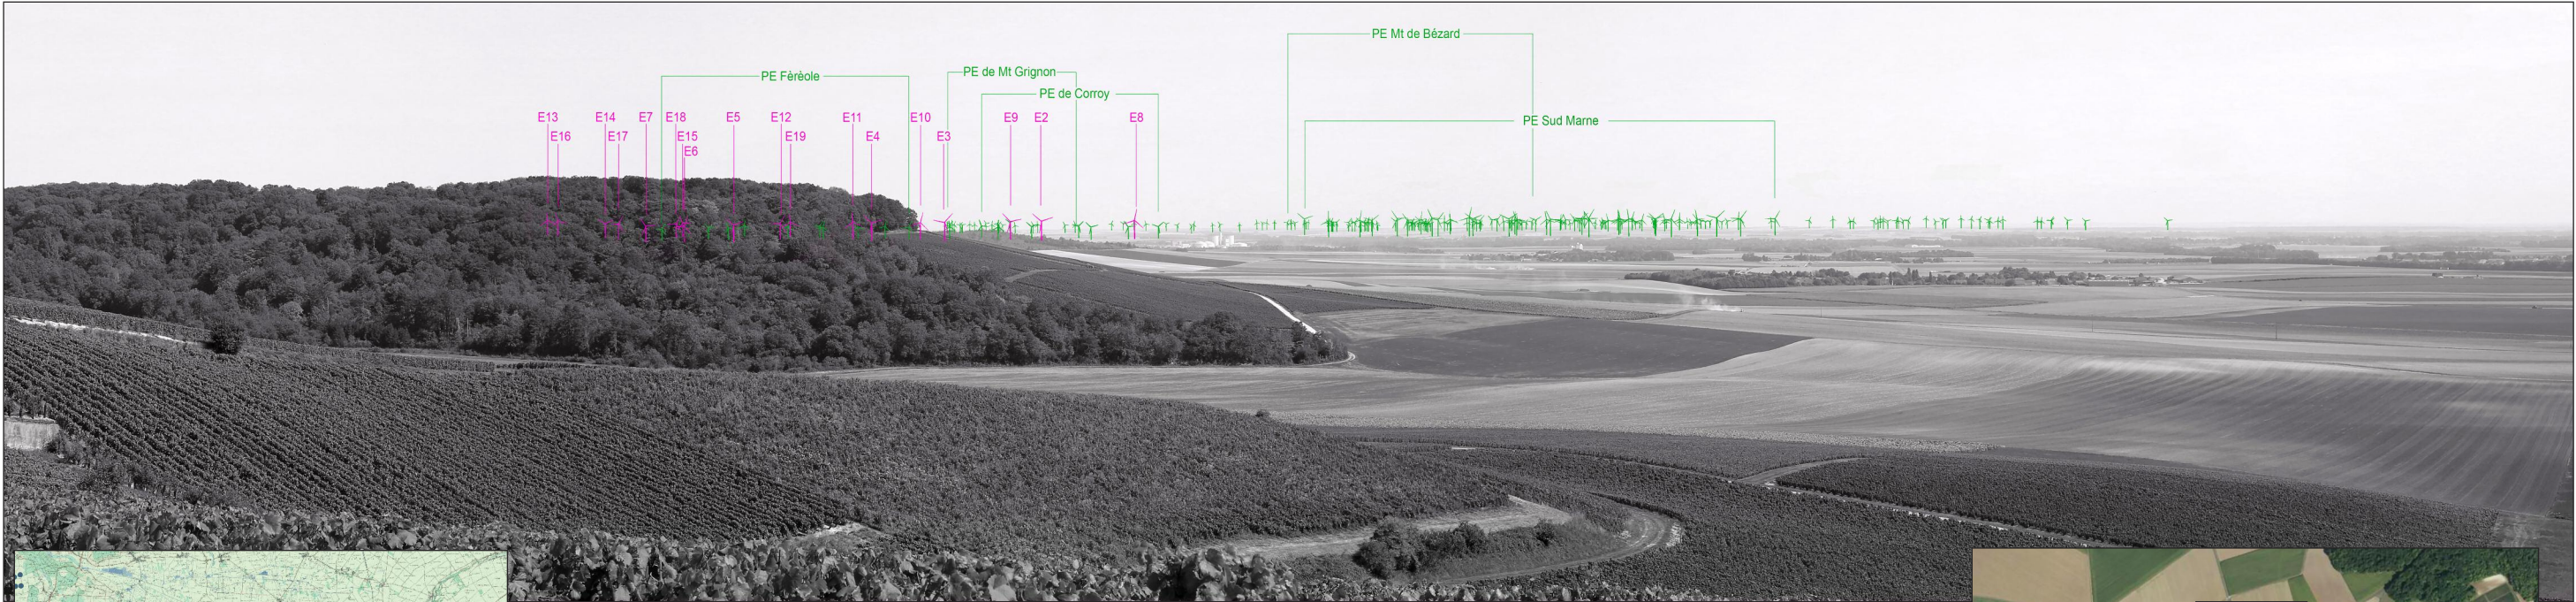 PE Mt de Bézard
PE Fèrèole
PE de Mt Grignon
PE de Corroy
PE Sud Marne
E13
E14
E7
E18
E5
E12
E11
E10
E9
E2
E8
E16
E17
E15
E19
E4
E3
E6